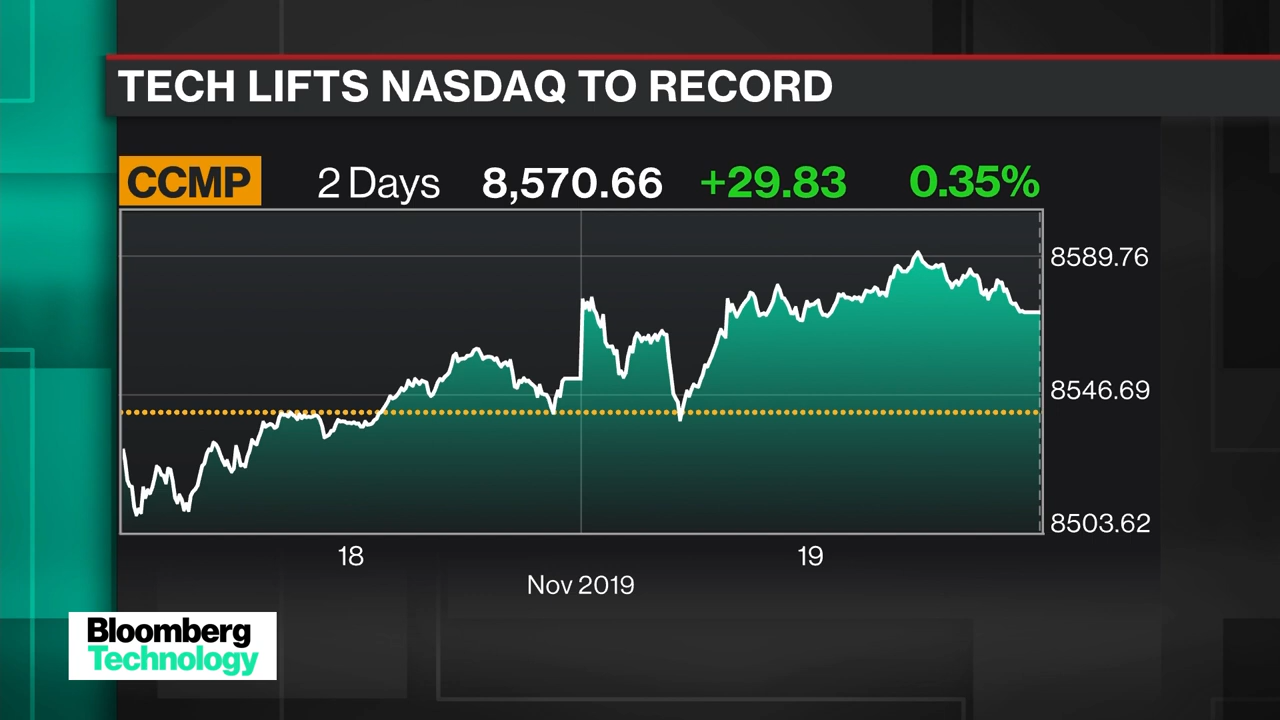 TECH LIFTS NASDAQ TO RECORD
CCMP 2 Days 8,570.66 +29.83 0.35%
8589.76
8546.69
8503.62
18 19
Nov 2019
Bloomberg
Technology